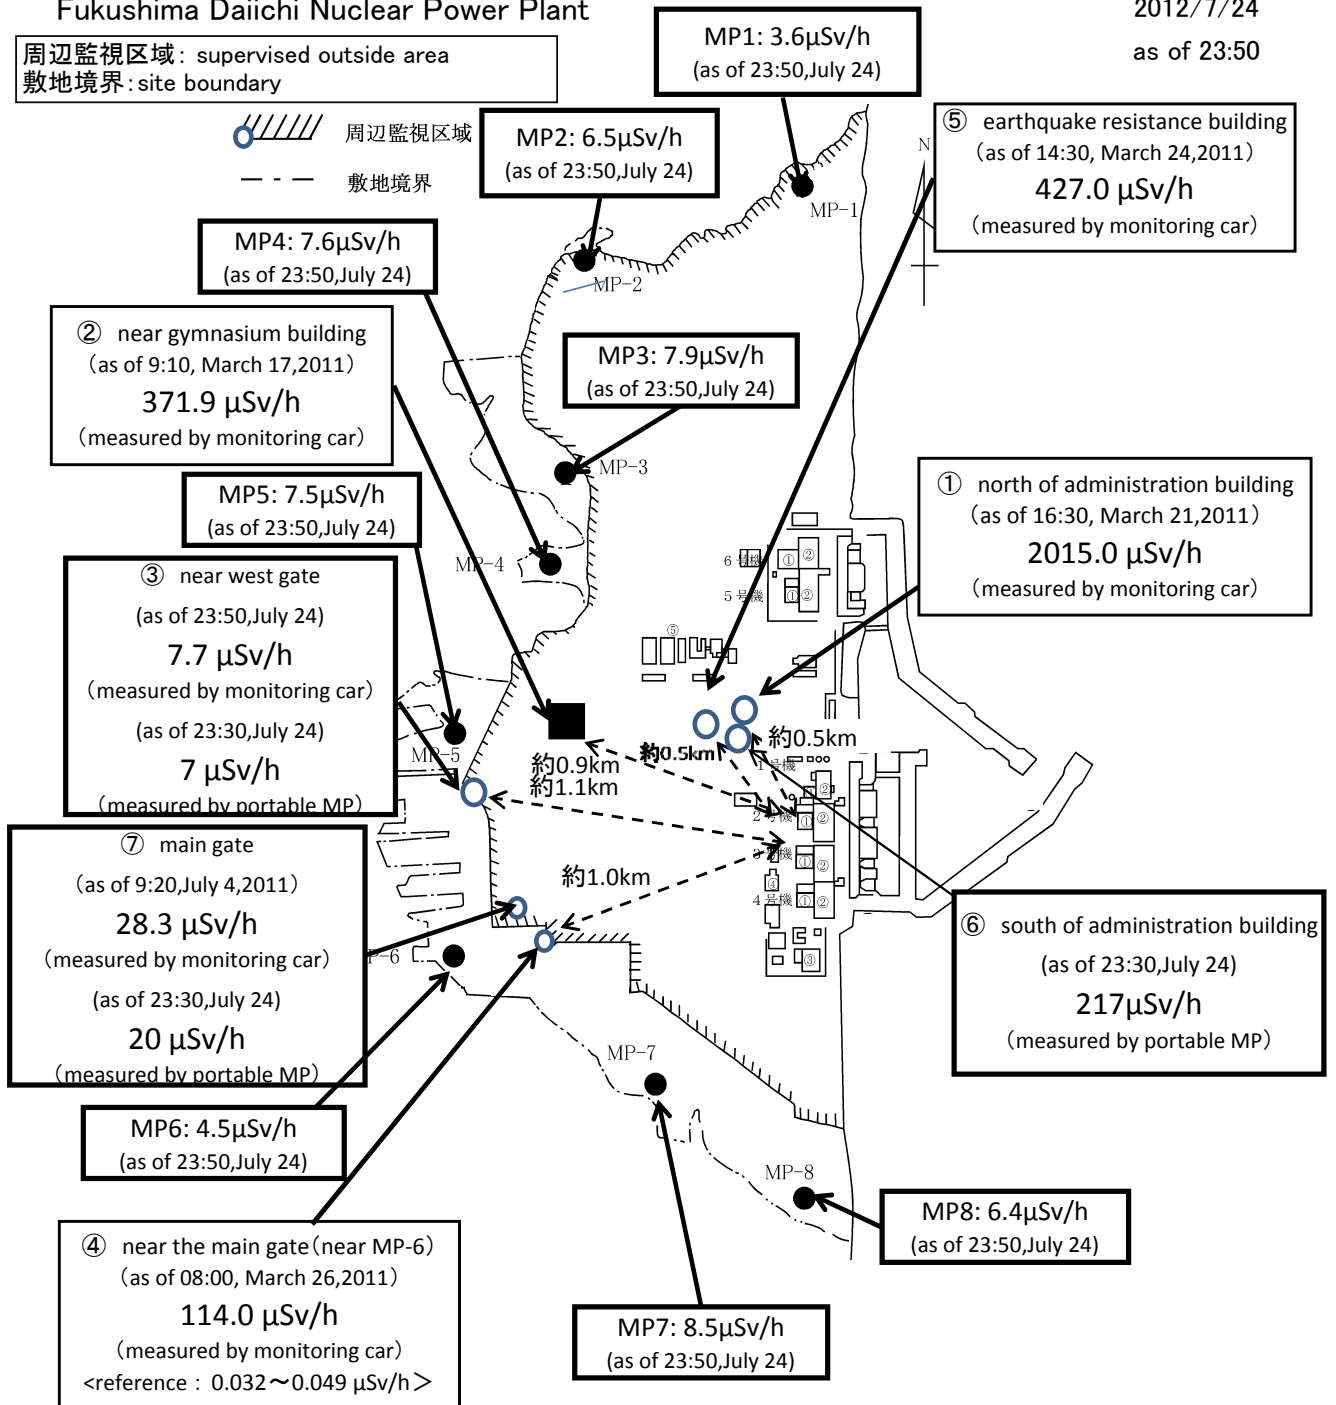 Fukushima Daiichi Nuclear Power Plant
2012/7/24
as of 23:50
周辺監視区域: supervised outside area
敷地境界:site boundary
周辺監視区域
敷地境界
MP1: 3.6μSv/h
(as of 23:50,July 24)
MP2: 6.5μSv/h
(as of 23:50,July 24)
⑤ earthquake resistance building
(as of 14:30, March 24,2011)
427.0 μSv/h
(measured by monitoring car)
N
MP-1
MP4: 7.6μSv/h
(as of 23:50,July 24)
MP-2
② near gymnasium building
(as of 9:10, March 17,2011)
371.9 μSv/h
(measured by monitoring car)
MP3: 7.9μSv/h
(as of 23:50,July 24)
MP-3
MP5: 7.5μSv/h
(as of 23:50,July 24)
① north of administration building
(as of 16:30, March 21,2011)
2015.0 μSv/h
(measured by monitoring car)
MP-4
6号機
①
②
5号機
①
②
③ near west gate
(as of 23:50,July 24)
7.7 μSv/h
(measured by monitoring car)
(as of 23:30,July 24)
7 μSv/h
(measured by portable MP)
⑤
MP-5
約0.9km
約1.1km
約0.5km
約0.5km
1号機
②
2号機
①
②
3号機
①
②
④
4号機
①
②
③
約1.0km
⑦ main gate
(as of 9:20,July 4,2011)
28.3 μSv/h
(measured by monitoring car)
(as of 23:30,July 24)
20 μSv/h
(measured by portable MP)
P-6
⑥ south of administration building
(as of 23:30,July 24)
217μSv/h
(measured by portable MP)
MP-7
MP6: 4.5μSv/h
(as of 23:50,July 24)
MP-8
MP8: 6.4μSv/h
(as of 23:50,July 24)
④ near the main gate(near MP-6)
(as of 08:00, March 26,2011)
114.0 μSv/h
(measured by monitoring car)
<reference : 0.032～0.049 μSv/h>
MP7: 8.5μSv/h
(as of 23:50,July 24)